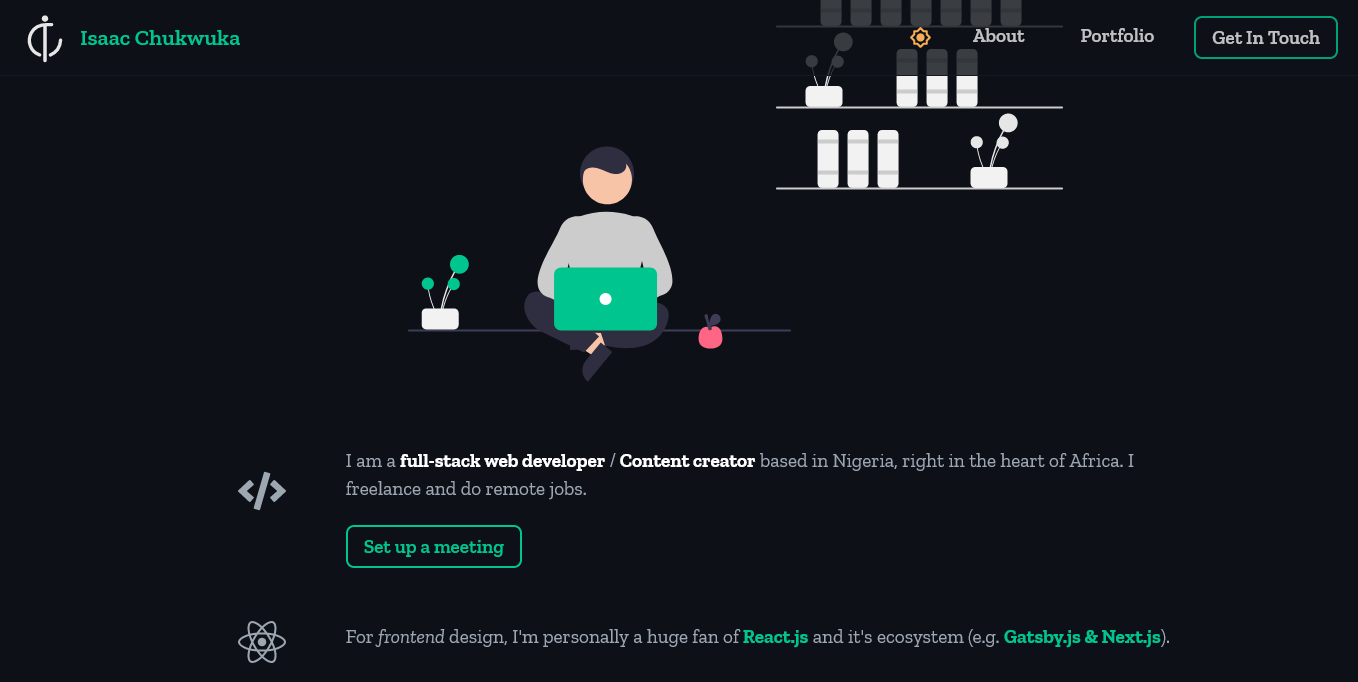 Isaac Chukwuka
About
Portfolio
Get In Touch
I am a full-stack web developer / Content creator based in Nigeria, right in the heart of Africa. I
freelance and do remote jobs.
Set up a meeting
For frontend design, I'm personally a huge fan of React.js and it's ecosystem (e.g. Gatsby.js & Next.js).